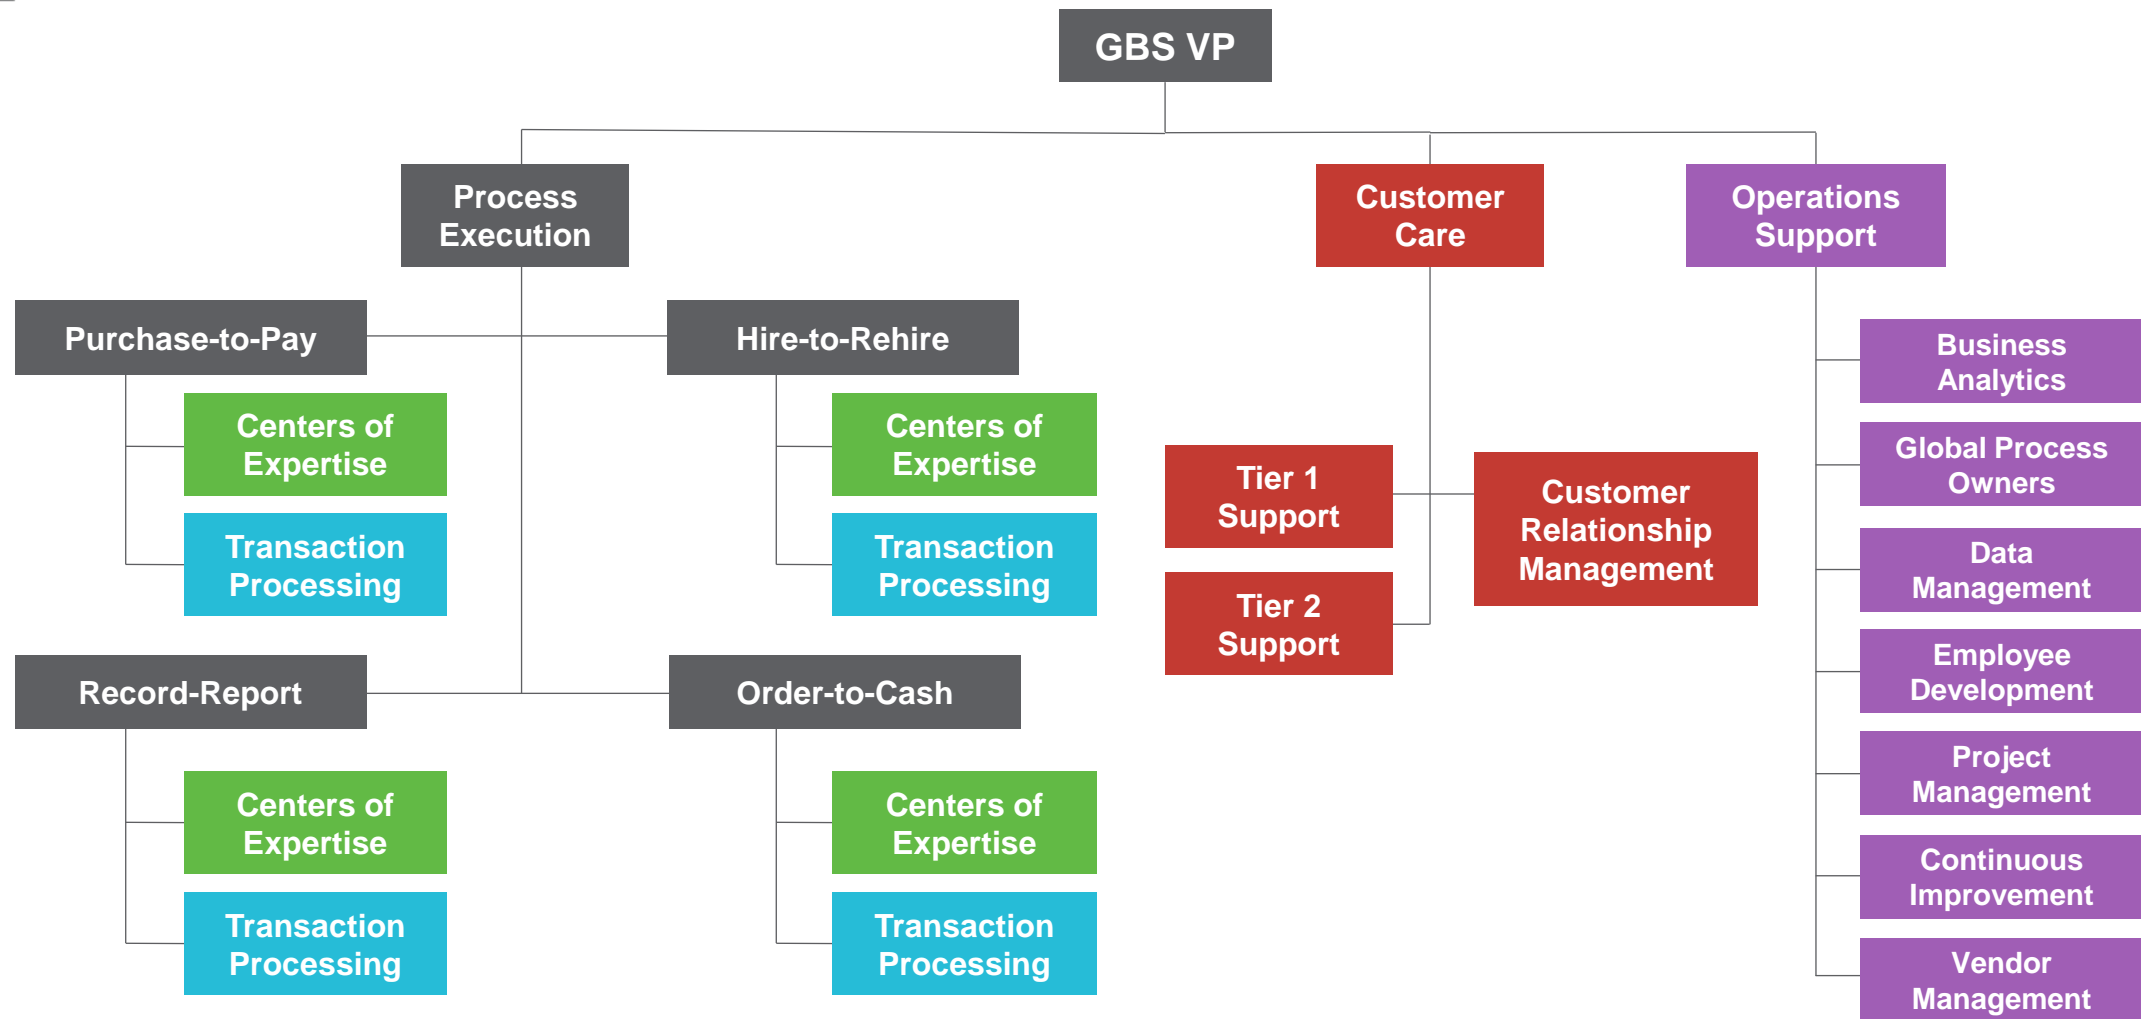 GBS VP
Process
Execution
Customer
Care
Operations
Support
Purchase-to-Pay
Hire-to-Rehire
Centers of
Expertise
Transaction
Processing
Centers of
Expertise
Transaction
Processing
Record-Report
Order-to-Cash
Centers of
Expertise
Transaction
Processing
Centers of
Expertise
Transaction
Processing
Tier 1
Support
Tier 2
Support
Customer
Relationship
Management
Business
Analytics
Global Process
Owners
Data
Management
Employee
Development
Project
Management
Continuous
Improvement
Vendor
Management